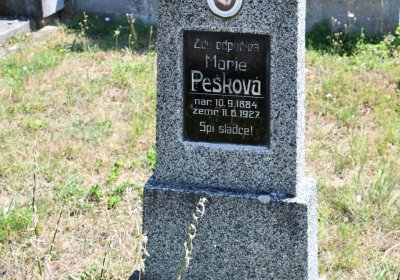 Zde odpočívá
Marie
Pešková
nar. 10.9.1884
zemř. 11.6.1927.
Spi sladce!